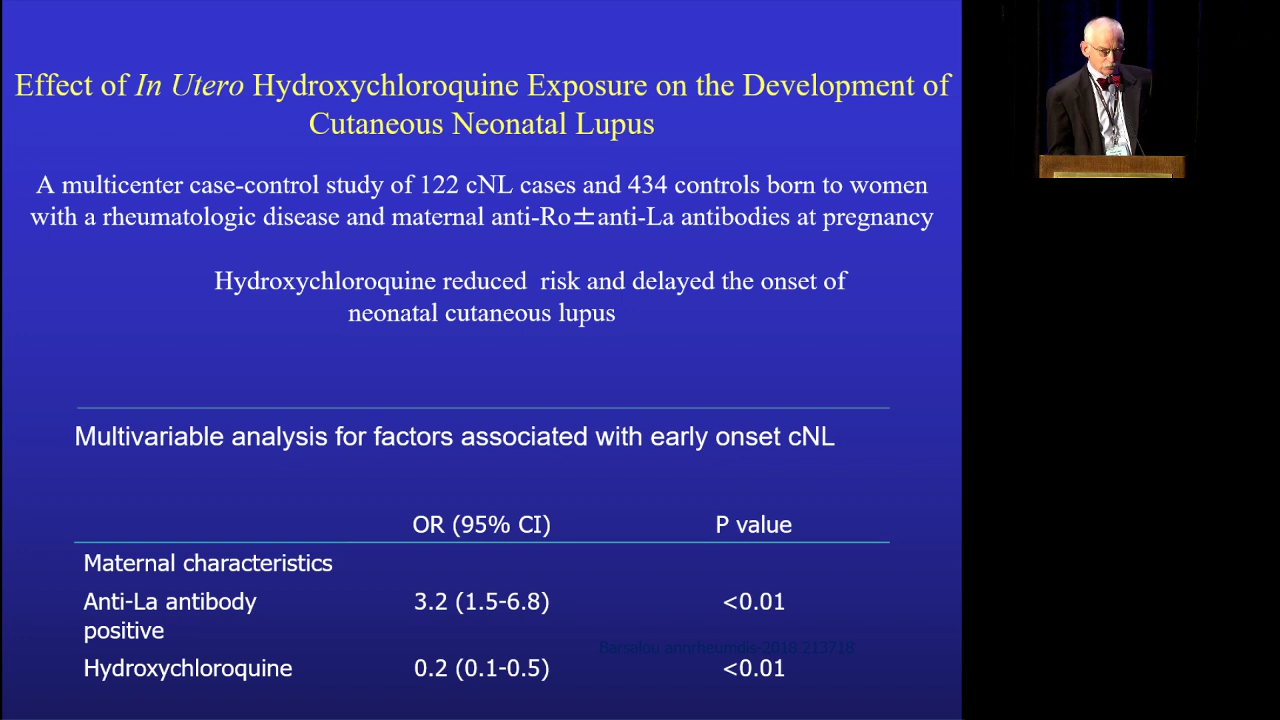 Effect of In Utero Hydroxychloroquine Exposure on the Development of
Cutaneous Neonatal Lupus
A multicenter case-control study of 122 cNL cases and 434 controls born to women
with a rheumatologic disease and maternal anti-Ro±anti-La antibodies at pregnancy
Hydroxychloroquine reduced risk and delayed the onset of
neonatal cutaneous lupus
Multivariable analysis for factors associated with early onset cNL
OR (95% CI) P value
Maternal characteristics
Anti-La antibody 3.2 (1.5-6.8) <0.01
positive
Barsalou annrheumdis-2018 213718
Hydroxychloroquine 0.2 (0.1-0.5) <0.01